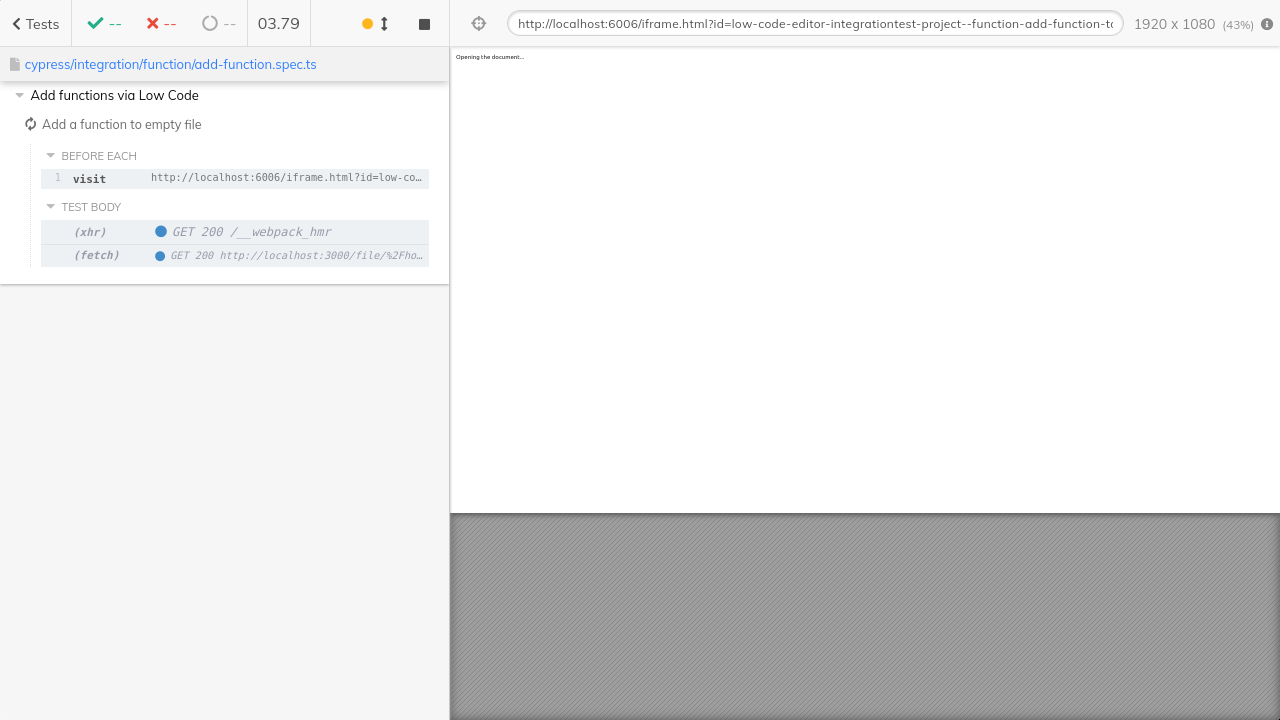 Tests -- -- -- 03.79
http://localhost:6006/iframe.html?id=low-code-editor-integrationtest-project--function-add-function-to 1920 x 1080 (43%)
cypress/integration/function/add-function.spec.ts
Opening the document...
Add functions via Low Code
Add a function to empty file
BEFORE EACH
1 visit http://localhost:6006/iframe.html?id=low-co…
TEST BODY
(xhr) GET 200 /__webpack_hmr
(fetch) GET 200 http://localhost:3000/file/%2Fho…